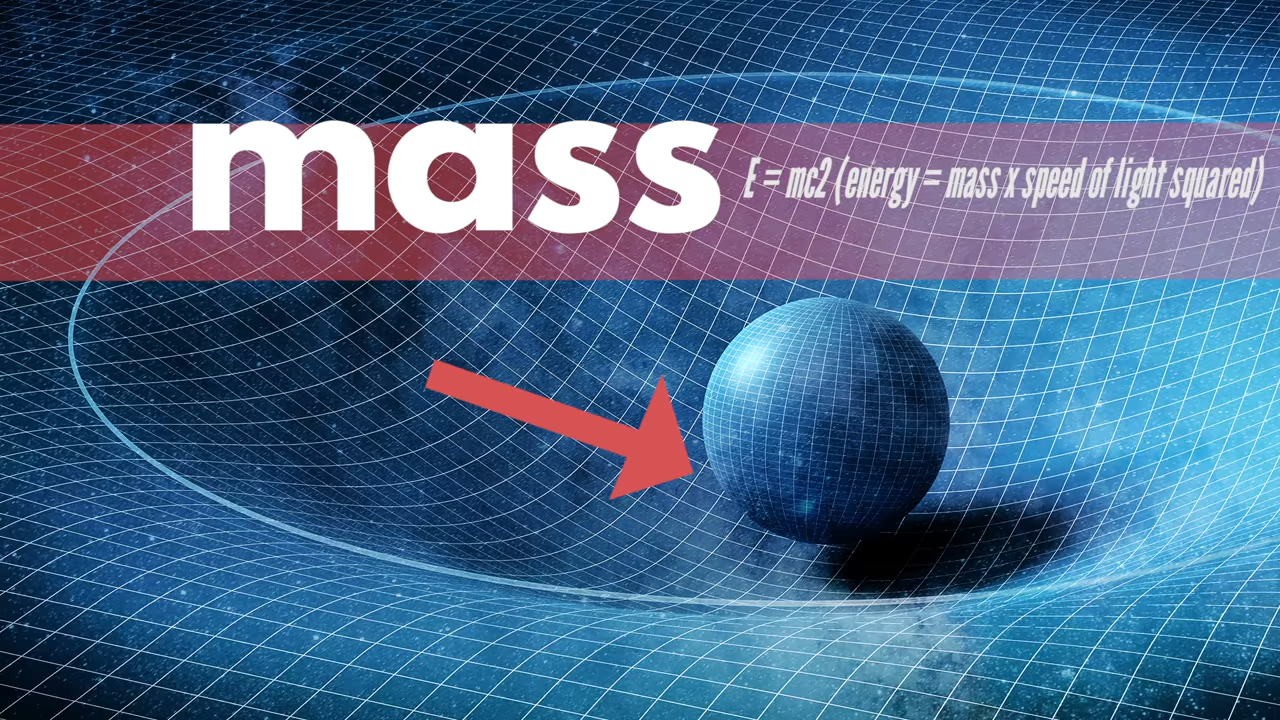 mass
E = mc2 (energy = mass x speed of light squared)